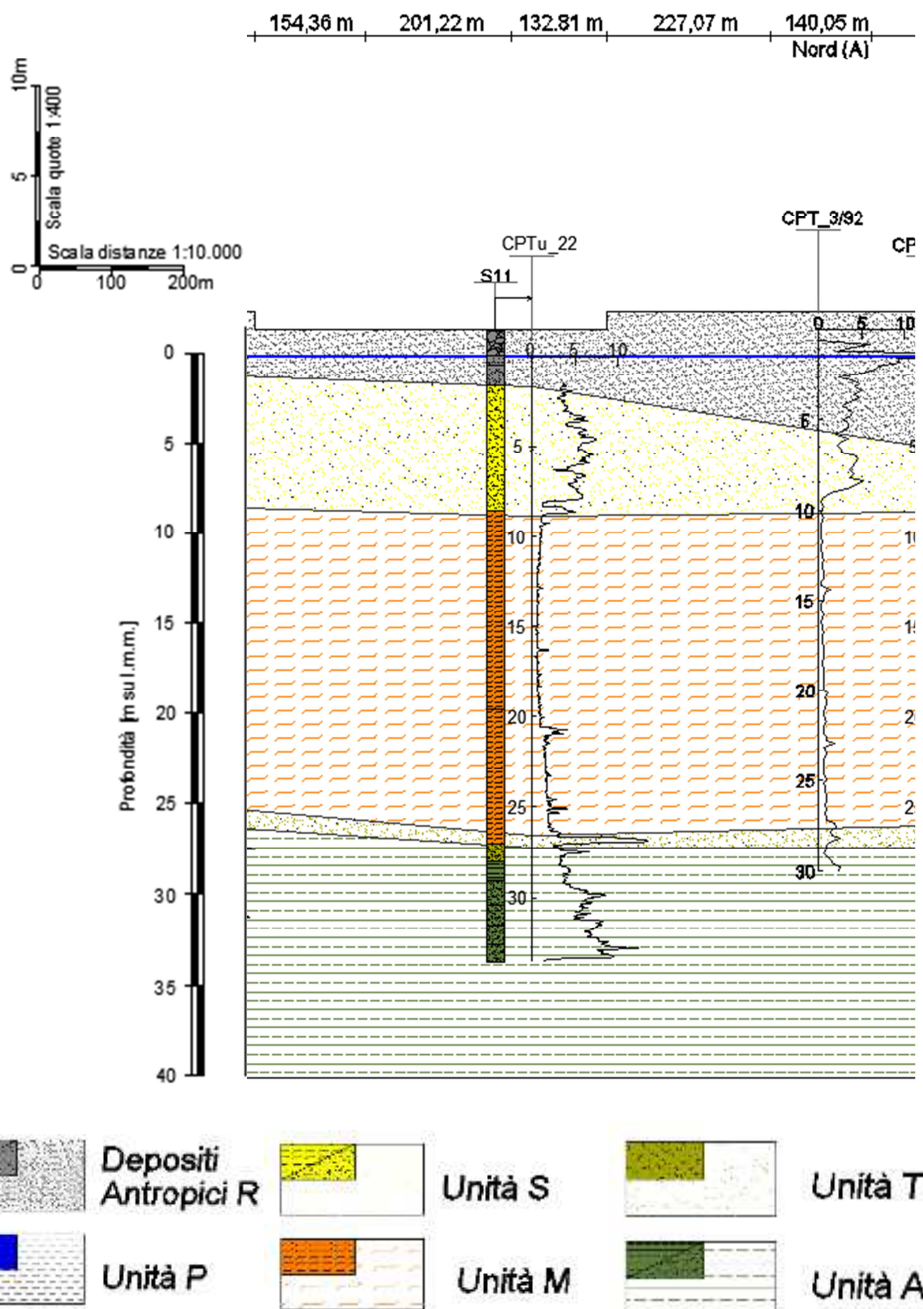 154,36 m 201,22 m 132.81 m 227,07 m 140,05 m
Nord (A)
10m
5
0
Scala quote 1:400
Scala distanze 1:10.000
0 100 200m
CPT_3/92
CPTu_22
CP
S11
0 5 10
0 5 10
0
5
10
15
20
25
30
35
40
Profondità [m su l.m.m.]
5
10
15
20
25
30
5
10
15
20
25
30
Depositi
Antropici R
Unità S
Unità T
Unità P
Unità M
Unità A